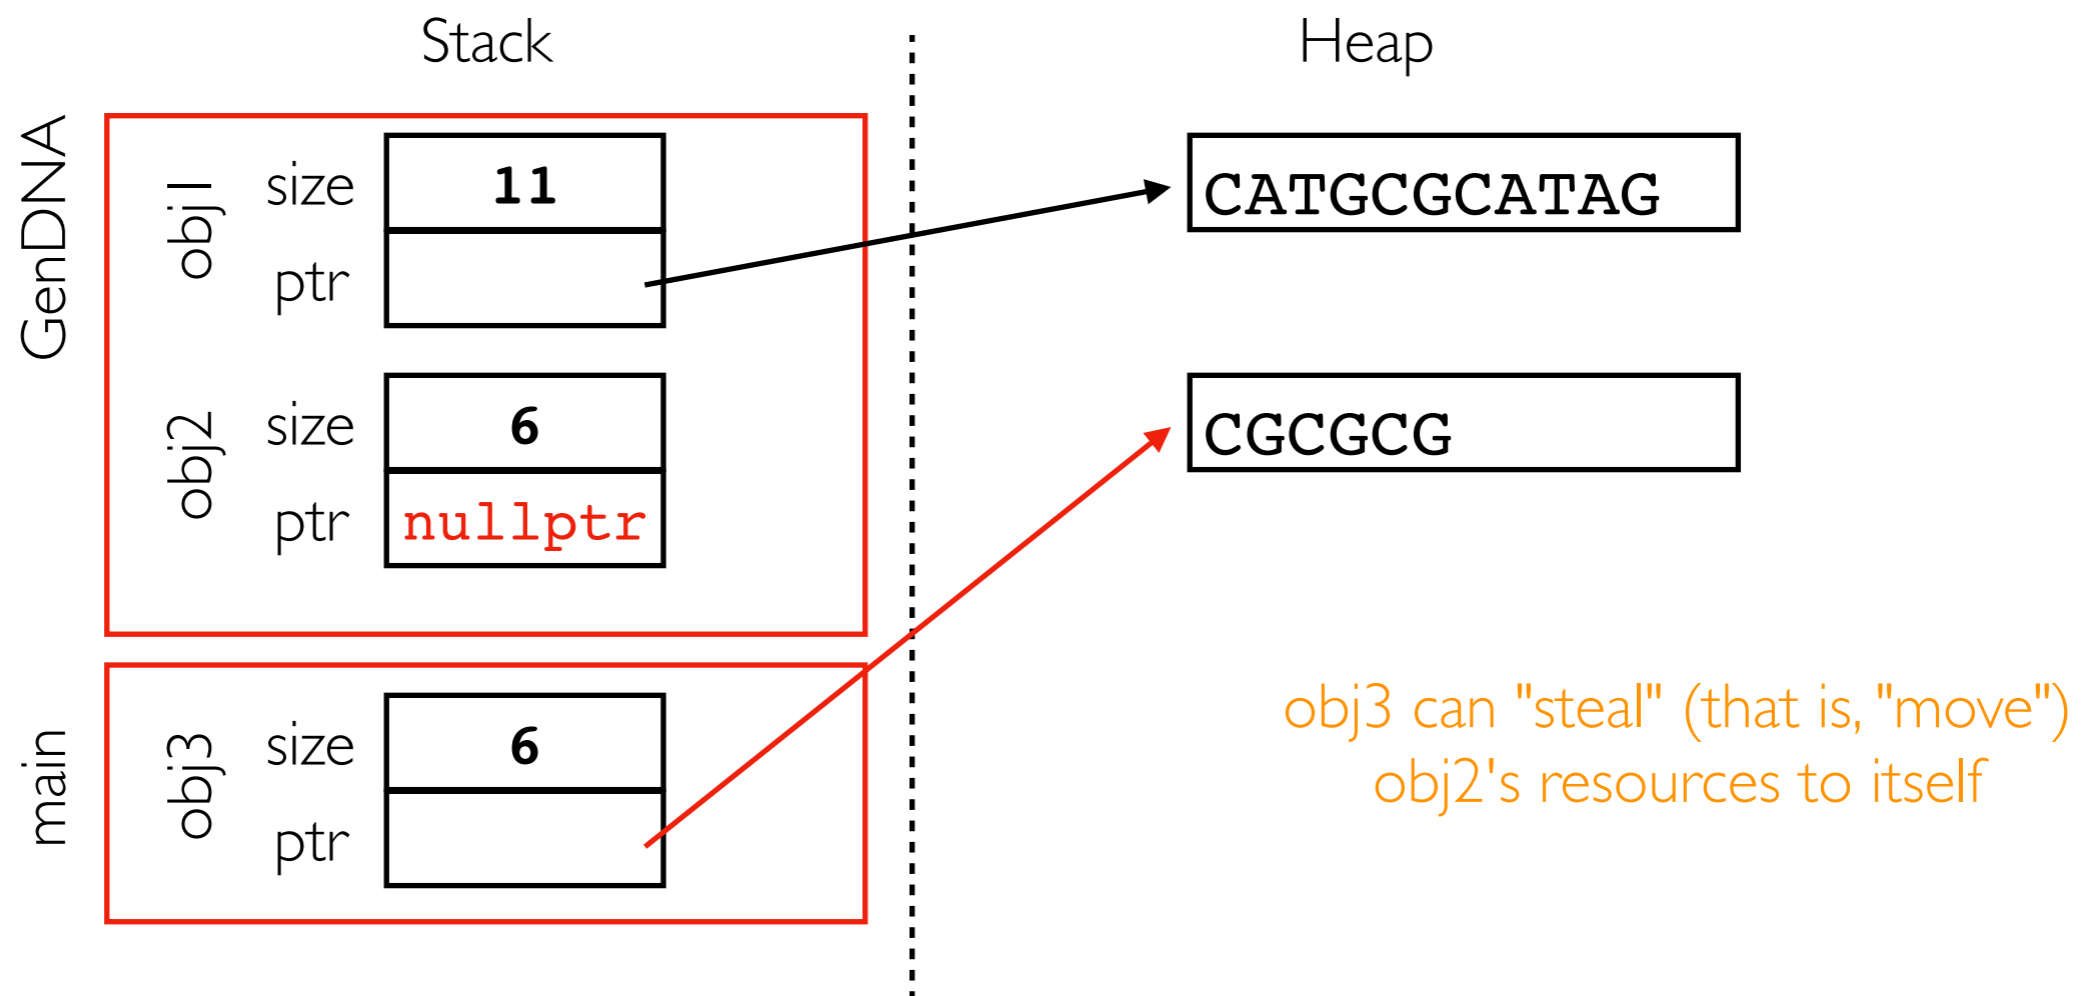 Stack
Heap
GenDNA
obj1
size
11
ptr
CATGCGCATAG
obj2
size
6
ptr
nullptr
CGCGCG
main
obj3
size
6
ptr
obj3 can "steal" (that is, "move")
obj2's resources to itself